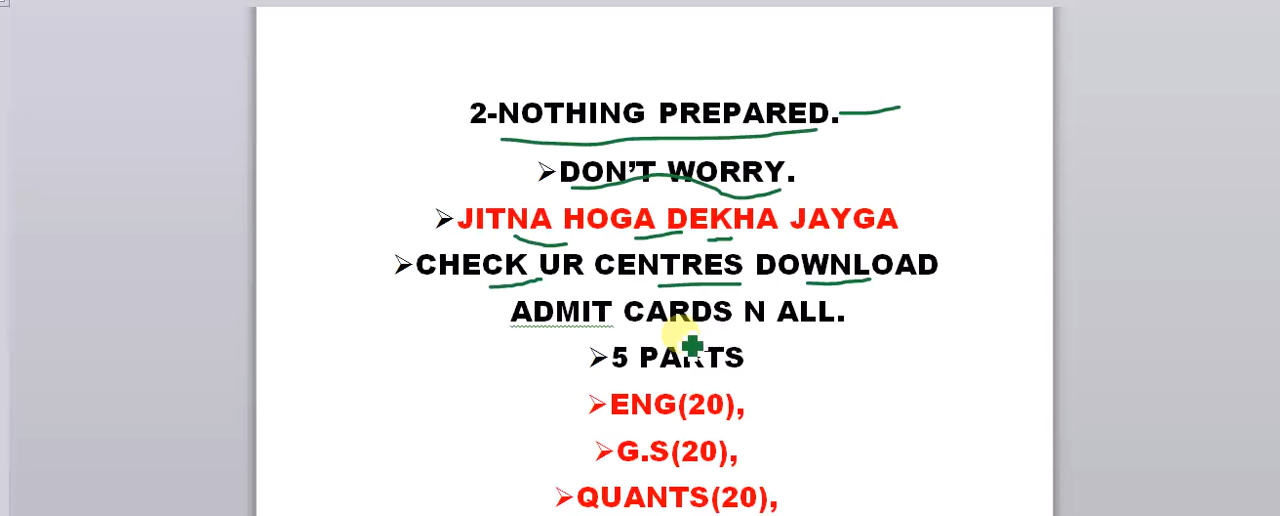 2-NOTHING PREPARED.
➢DON'T WORRY.
➢JITNA HOGA DEKHA JAYGA
➢CHECK UR CENTRES DOWNLOAD
ADMIT CARDS N ALL.
➢5 PARTS
➢ENG(20),
➢G.S(20),
➢QUANTS(20),